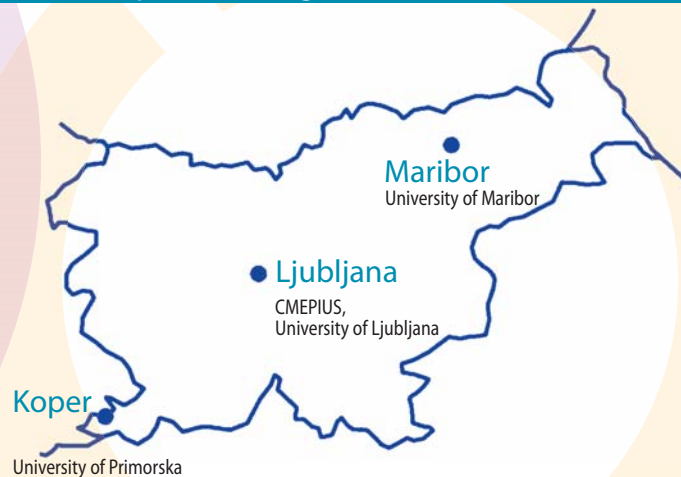 Maribor
University of Maribor
Ljubljana
CMEPIUS,
University of Ljubljana
Koper
University of Primorska